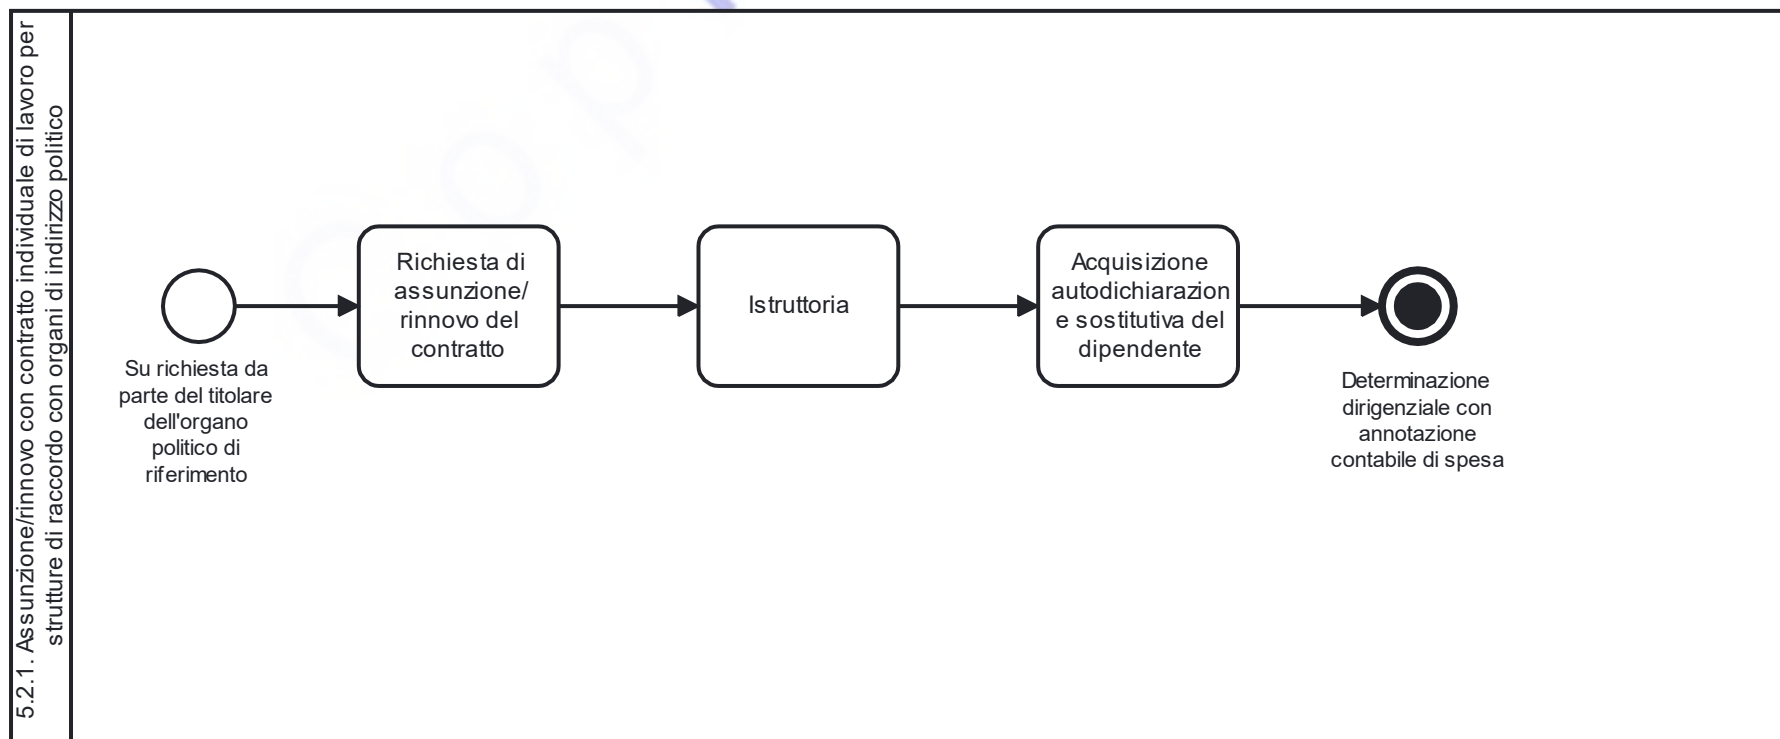 5.2.1. Assunzione/rinnovo con contratto individuale di lavoro per
strutture di raccordo con organi di indirizzo politico
Su richiesta da
parte del titolare
dell'organo
politico di
riferimento
Richiesta di
assunzione/
rinnovo del
contratto
Istruttoria
Acquisizione
autodichiarazion
e sostitutiva del
dipendente
Determinazione
dirigenziale con
annotazione
contabile di spesa